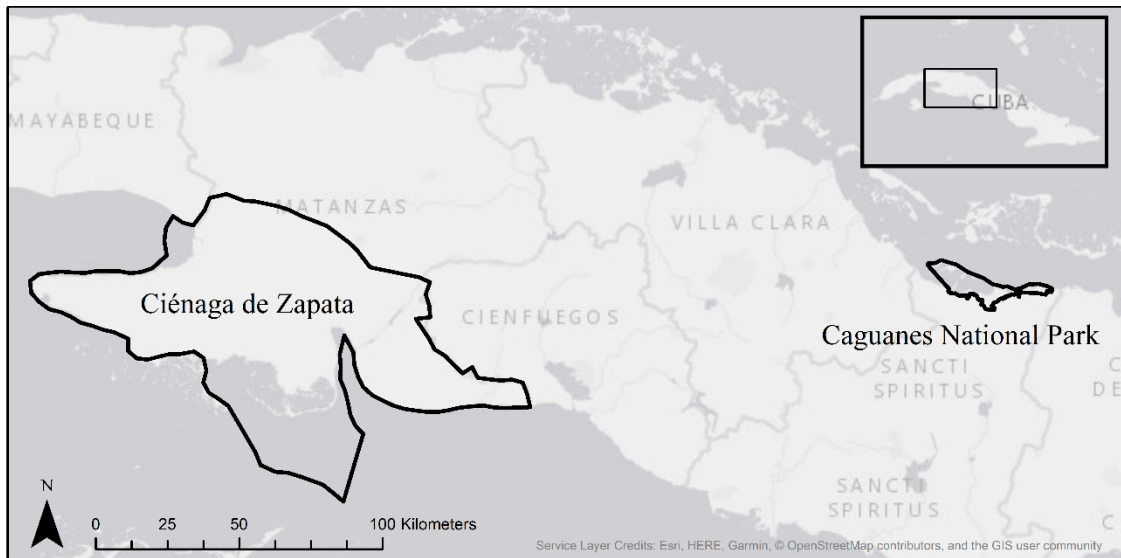 CUBA
MAYABEQUE
MATANZAS
VILLA CLARA
Ciénaga de Zapata
CIENFUEGOS
Caguanes National Park
SANCTI
SPIRITUS
C
DE
SANCTI
SPIRITUS
C
N
0 25 50 100 Kilometers
Service Layer Credits: Esri, HERE, Garmin, © OpenStreetMap contributors, and the GIS user community